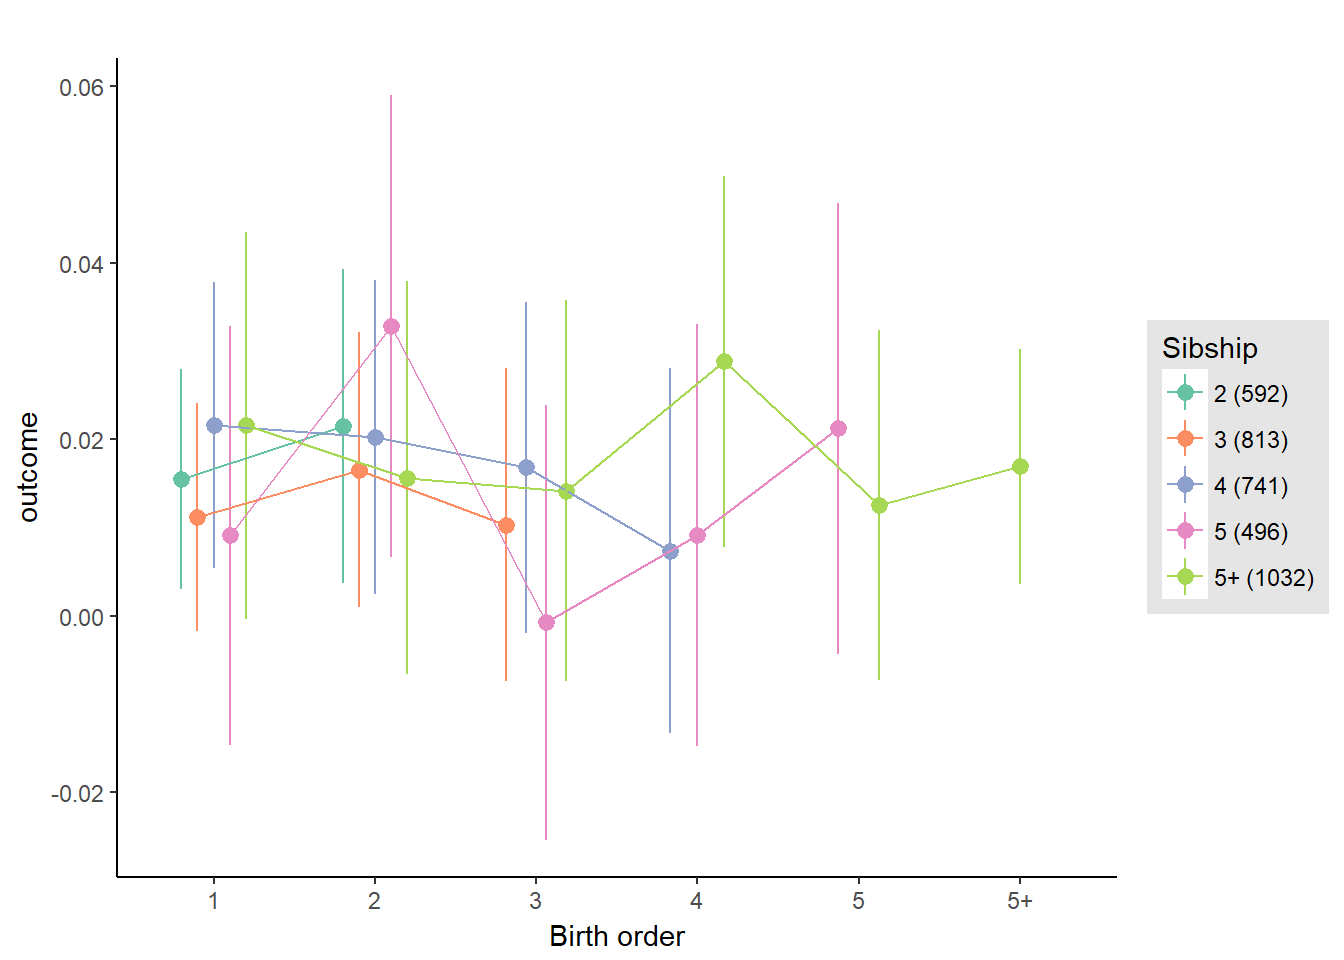 0.06
0.04
0.02
0.00
-0.02
outcome
1 2 3 4 5 5+
Birth order
Sibship
2 (592)
3 (813)
4 (741)
5 (496)
5+ (1032)